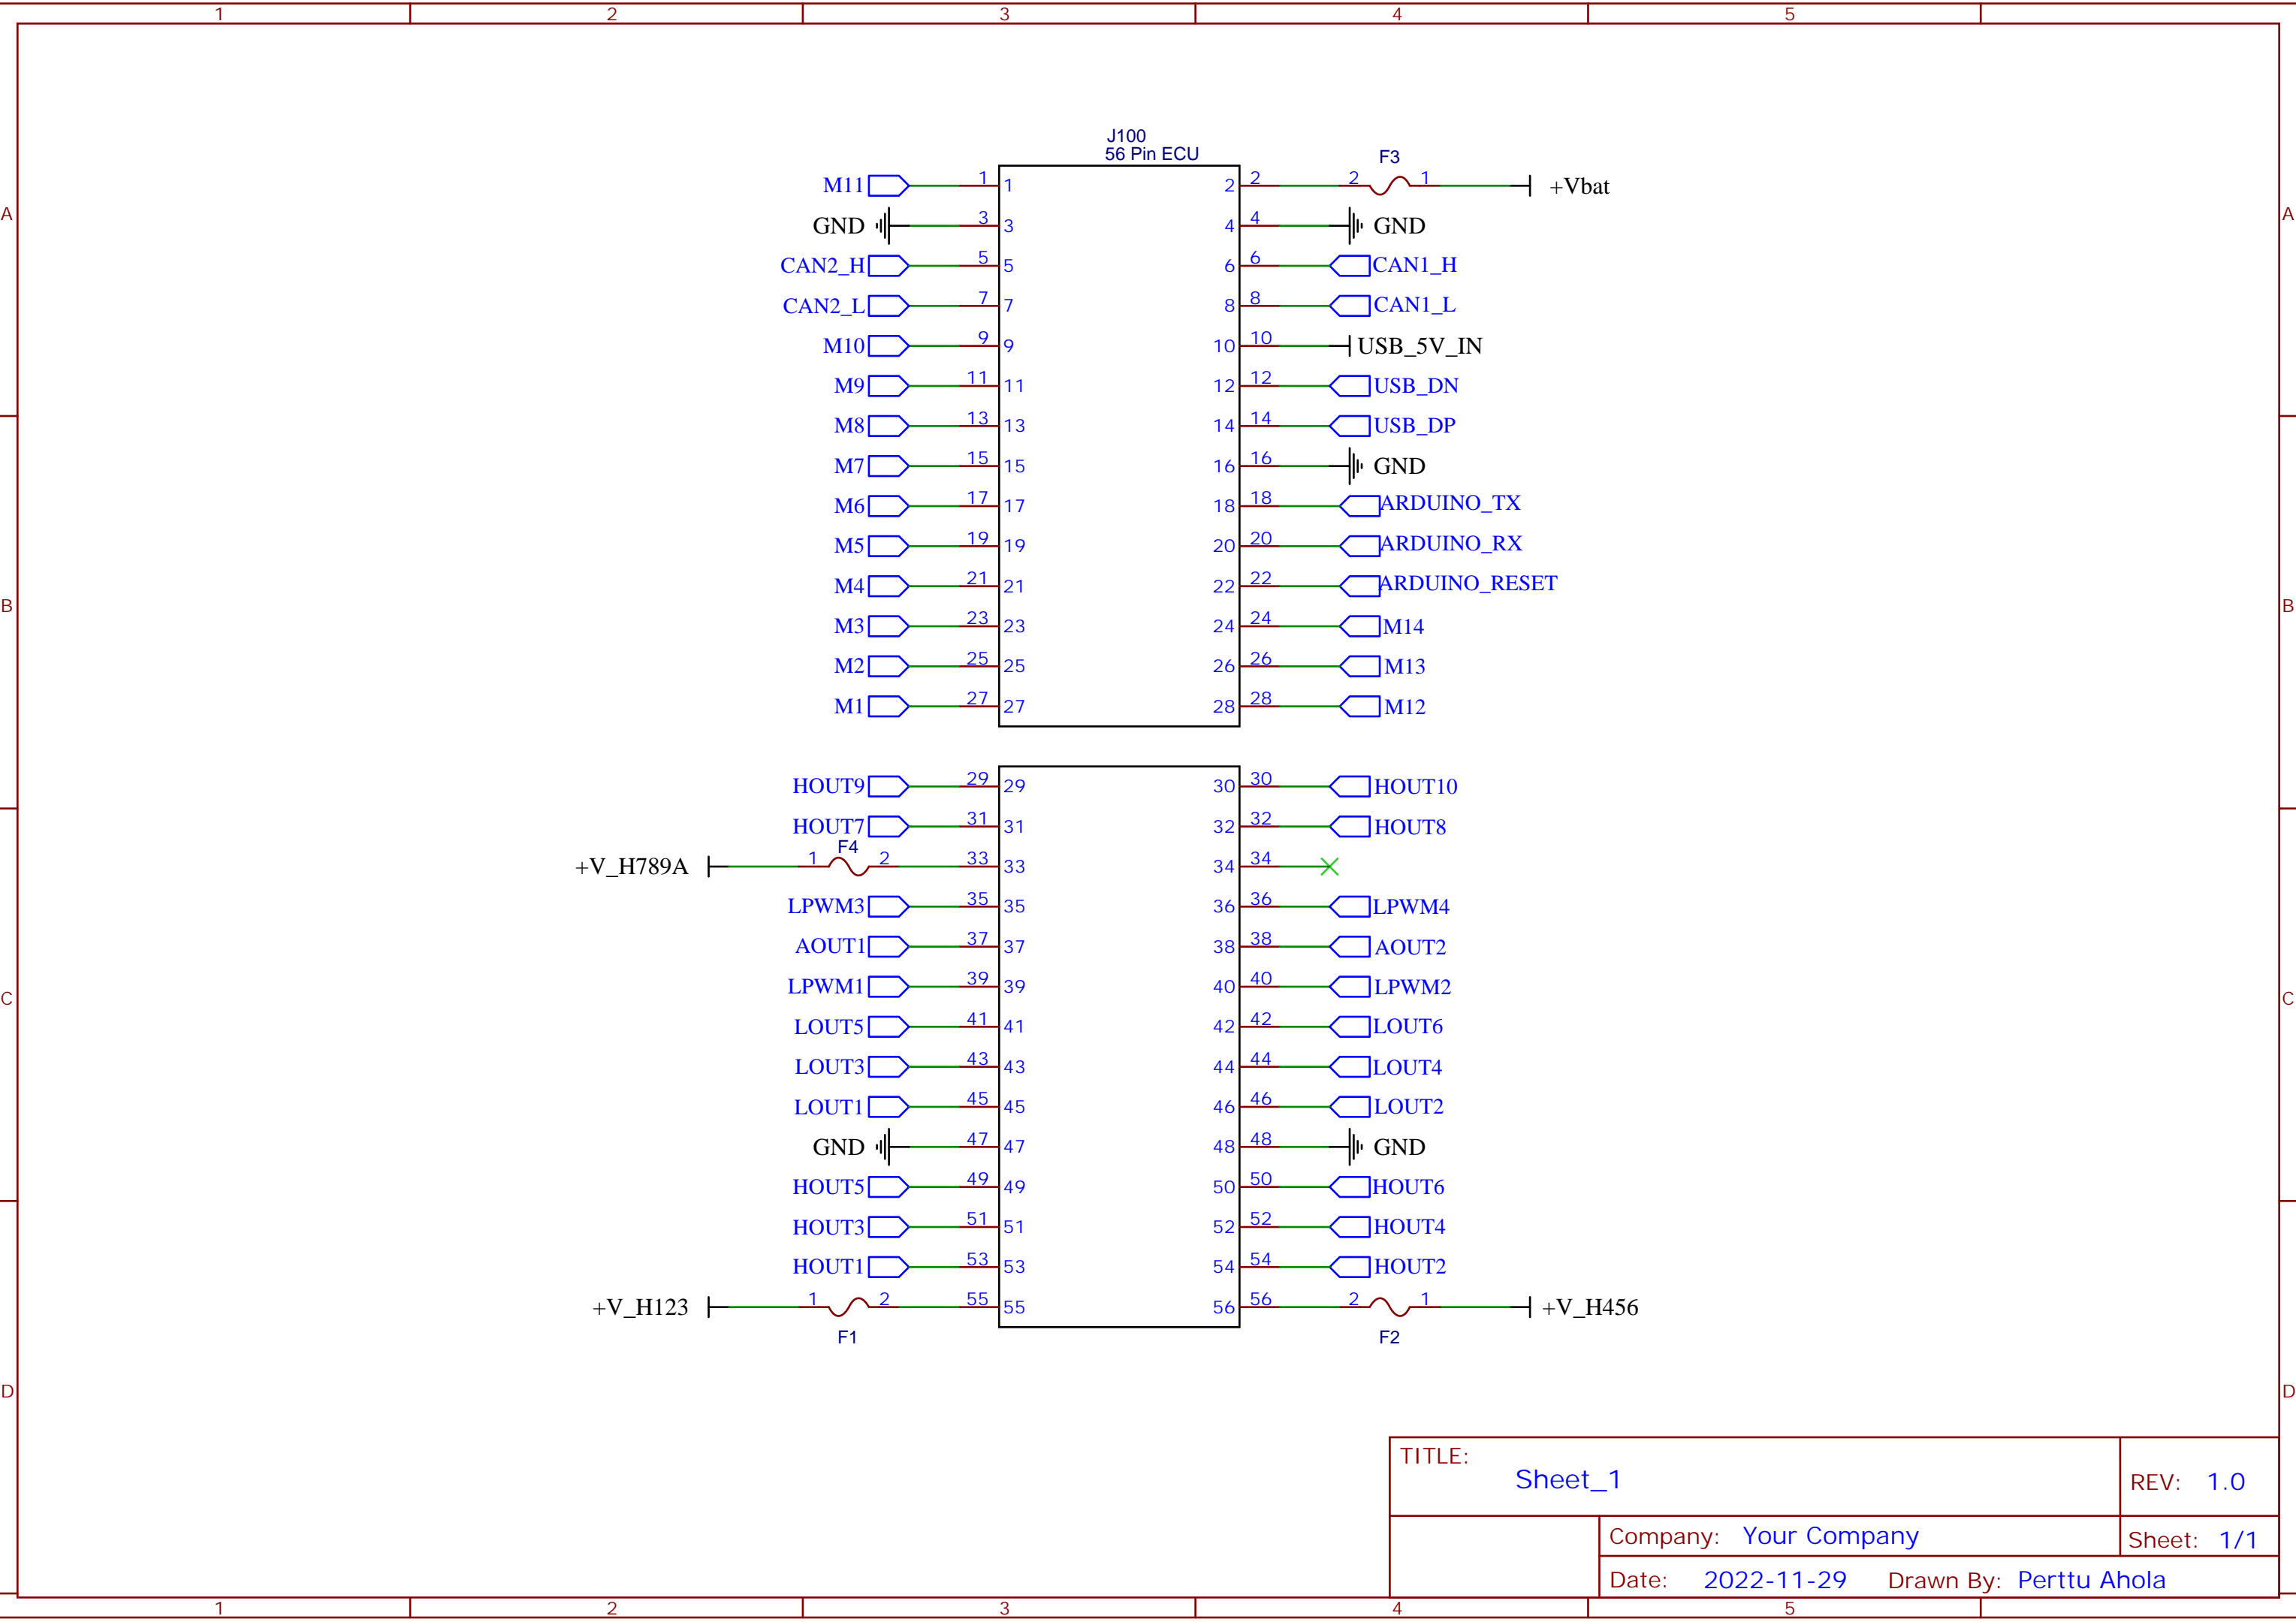 1 2 3 4 5
J100
56 Pin ECU
F3
M11 1 1 2 2 2 1 +Vbat
A A
GND 3 3 4 4 GND
CAN2_H 5 5 6 6 CAN1_H
CAN2_L 7 7 8 8 CAN1_L
M10 9 9 10 10 USB_5V_IN
M9 11 11 12 12 USB_DN
M8 13 13 14 14 USB_DP
M7 15 15 16 16 GND
M6 17 17 18 18 ARDUINO_TX
M5 19 19 20 20 ARDUINO_RX
M4 21 21 22 22 ARDUINO_RESET
B B
M3 23 23 24 24 M14
M2 25 25 26 26 M13
M1 27 27 28 28 M12
HOUT9 29 29 30 30 HOUT10
HOUT7 31 31 32 32 HOUT8
F4
+V_H789A 1 2 33 33 34 34
LPWM3 35 35 36 36 LPWM4
AOUT1 37 37 38 38 AOUT2
LPWM1 39 39 40 40 LPWM2
C C
LOUT5 41 41 42 42 LOUT6
LOUT3 43 43 44 44 LOUT4
LOUT1 45 45 46 46 LOUT2
GND 47 47 48 48 GND
HOUT5 49 49 50 50 HOUT6
HOUT3 51 51 52 52 HOUT4
HOUT1 53 53 54 54 HOUT2
+V_H123 1 2 55 55 56 56 2 1 +V_H456
F1 F2
D D
TITLE:
Sheet_1
REV: 1.0
Company: Your Company
Sheet: 1/1
Date: 2022-11-29 Drawn By: Perttu Ahola
1 2 3 4 5